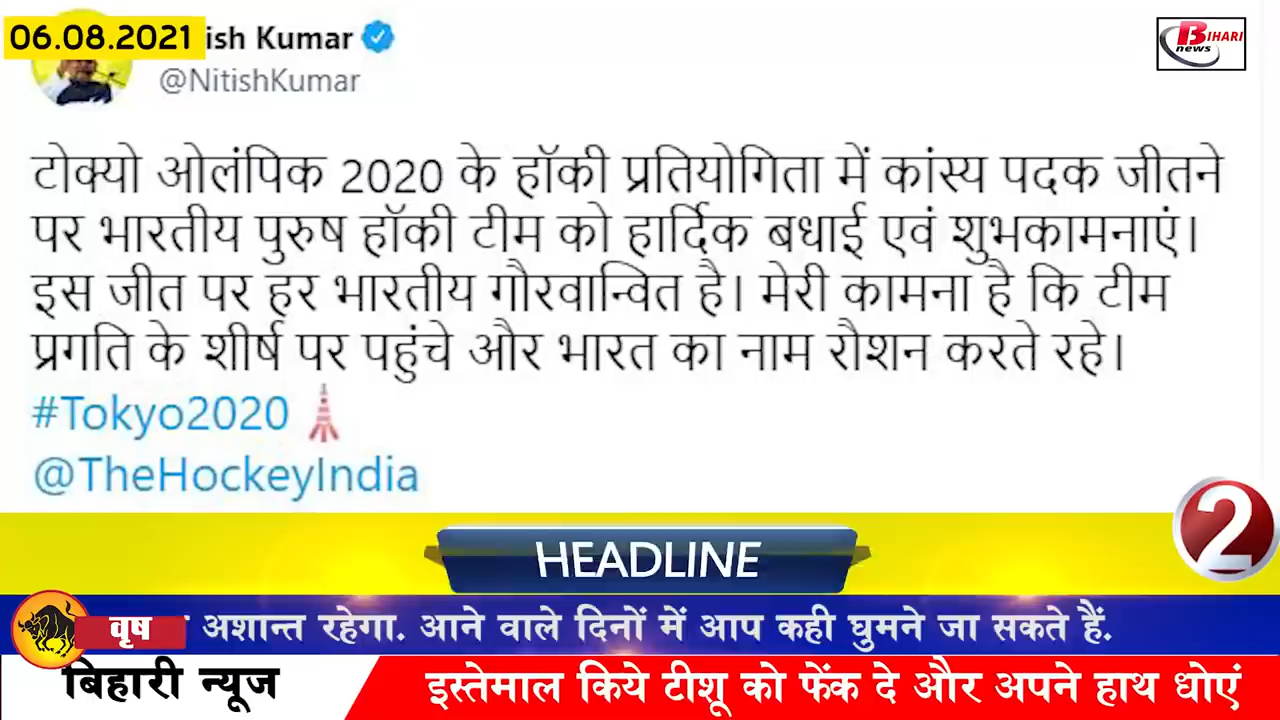 06.08.2021
ish Kumar
@NitishKumar
BIHARI
news
टोक्यो ओलंपिक 2020 के हॉकी प्रतियोगिता में कांस्य पदक जीतने
पर भारतीय पुरुष हॉकी टीम को हार्दिक बधाई एवं शुभकामनाएं।
इस जीत पर हर भारतीय गौरवान्वित है। मेरी कामना है कि टीम
प्रगति के शीर्ष पर पहुंचे और भारत का नाम रौशन करते रहे।
#Tokyo2020
@TheHockeyIndia
HEADLINE
2
वृष
अशान्त रहेगा. आने वाले दिनों में आप कही घुमने जा सकते हैं.
बिहारी न्यूज
इस्तेमाल किये टीशू को फेंक दे और अपने हाथ धोएं